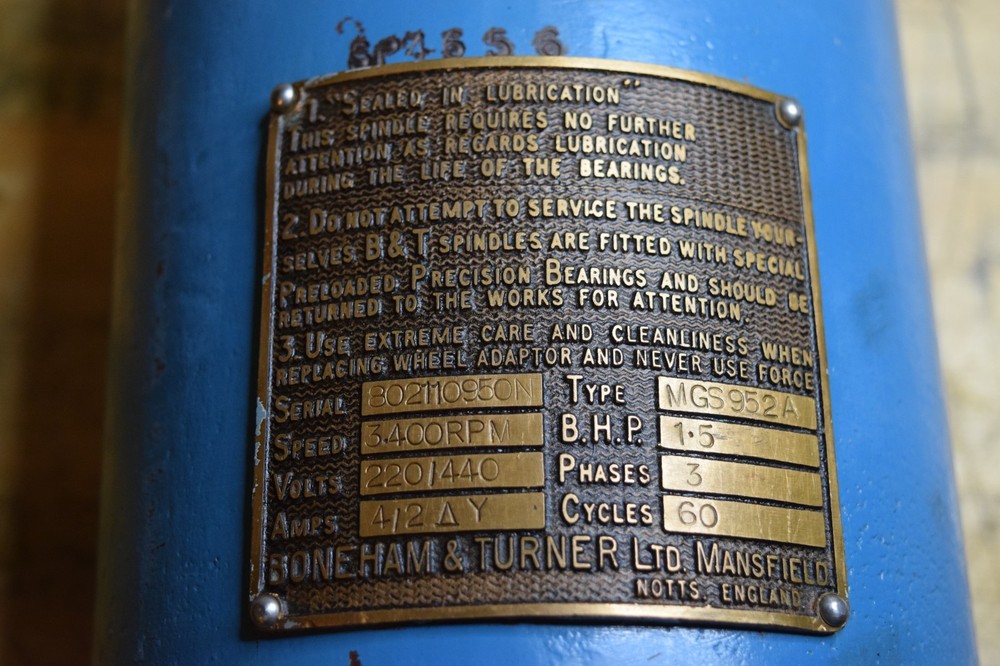 656
1. "SEALED IN LUBRICATION"
THIS SPINDLE REQUIRES NO FURTHER
ATTENTION AS REGARDS LUBRICATION
DURING THE LIFE OF THE BEARINGS.
2. DO NOT ATTEMPT TO SERVICE THE SPINDLE YOUR-
SELVES B & T SPINDLES ARE FITTED WITH SPECIAL
PRELOADED PRECISION BEARINGS AND SHOULD BE
RETURNED TO THE WORKS FOR ATTENTION.
3. USE EXTREME CARE AND CLEANLINESS WHEN
REPLACING WHEEL ADAPTOR AND NEVER USE FORCE
SERIAL 802110950N TYPE MGS952A
SPEED 3.400RPM B.H.P. 1.5
VOLTS 220/440 PHASES 3
AMPS 4/2 Δ Y CYCLES 60
BONEHAM & TURNER LTD. MANSFIELD.
NOTTS, ENGLAND.